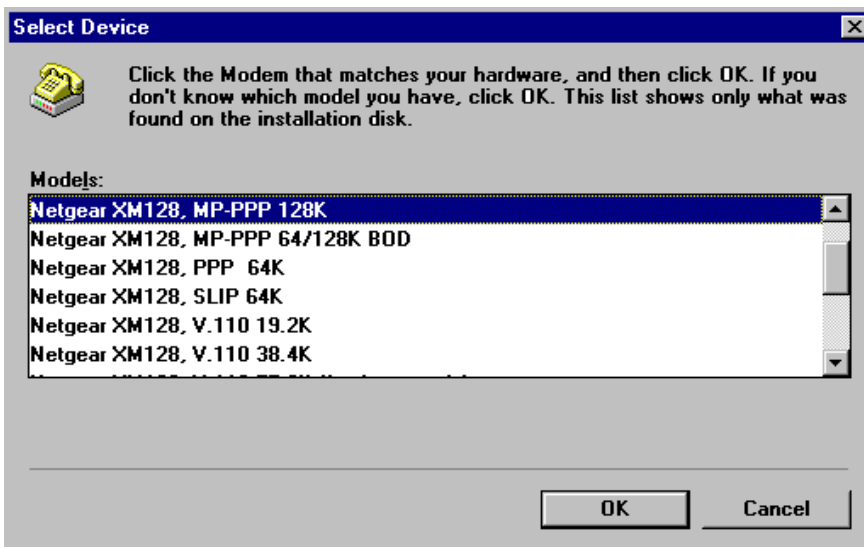 Select Device
Click the Modem that matches your hardware, and then click OK. If you
don't know which model you have, click OK. This list shows only what was
found on the installation disk.
Models:
Netgear XM128, MP-PPP 128K
Netgear XM128, MP-PPP 64/128K BOD
Netgear XM128, PPP  64K
Netgear XM128, SLIP 64K
Netgear XM128, V.110 19.2K
Netgear XM128, V.110 38.4K
OK
Cancel